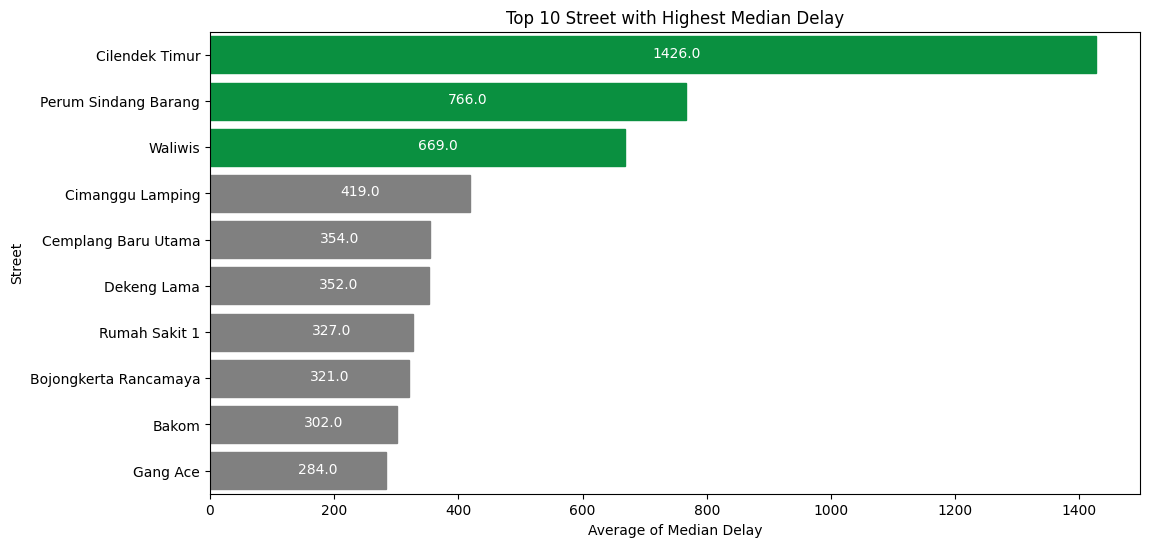 Top 10 Street with Highest Median Delay
Street
Cilendek Timur 1426.0
Perum Sindang Barang 766.0
Waliwis 669.0
Cimanggu Lamping 419.0
Cemplang Baru Utama 354.0
Dekeng Lama 352.0
Rumah Sakit 1 327.0
Bojongkerta Rancamaya 321.0
Bakom 302.0
Gang Ace 284.0
0 200 400 600 800 1000 1200 1400
Average of Median Delay